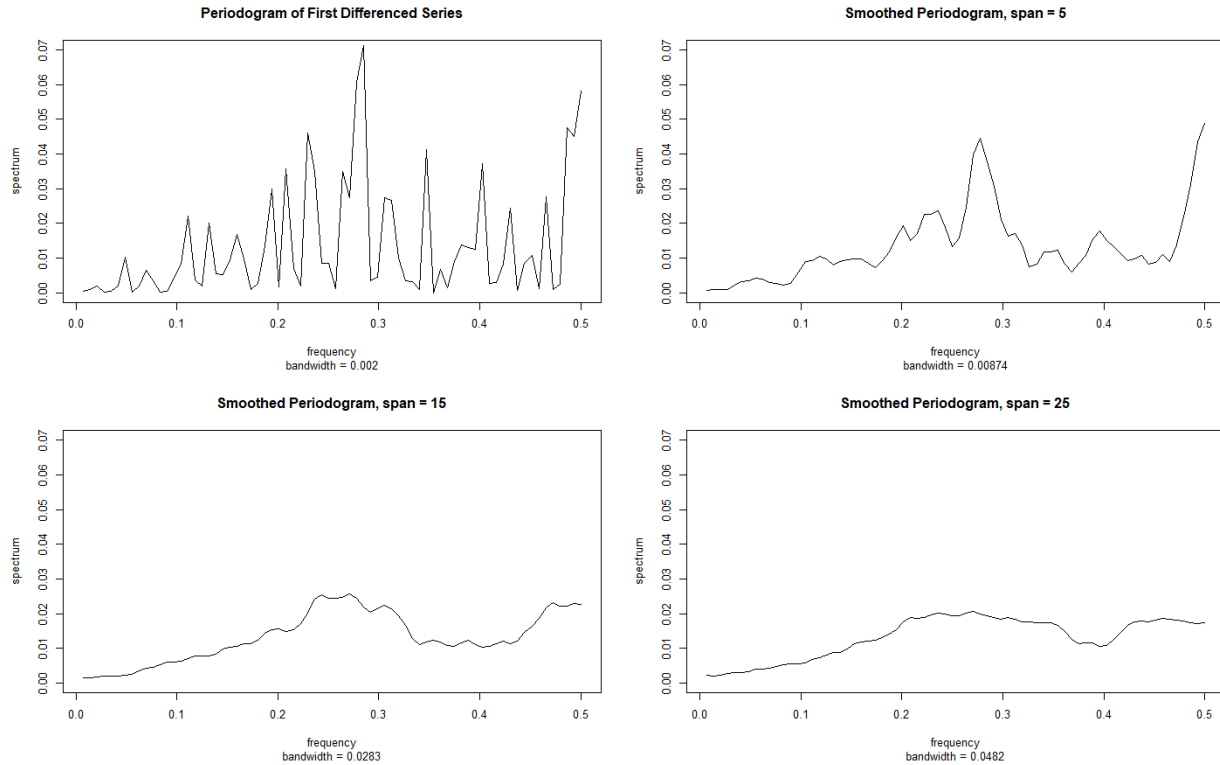 Periodogram of First Differenced Series
spectrum
0.00 0.01 0.02 0.03 0.04 0.05 0.06 0.07
0.0 0.1 0.2 0.3 0.4 0.5
frequency
bandwidth = 0.002
Smoothed Periodogram, span = 5
spectrum
0.00 0.01 0.02 0.03 0.04 0.05 0.06 0.07
0.0 0.1 0.2 0.3 0.4 0.5
frequency
bandwidth = 0.00874
Smoothed Periodogram, span = 15
spectrum
0.00 0.01 0.02 0.03 0.04 0.05 0.06 0.07
0.0 0.1 0.2 0.3 0.4 0.5
frequency
bandwidth = 0.0283
Smoothed Periodogram, span = 25
spectrum
0.00 0.01 0.02 0.03 0.04 0.05 0.06 0.07
0.0 0.1 0.2 0.3 0.4 0.5
frequency
bandwidth = 0.0482